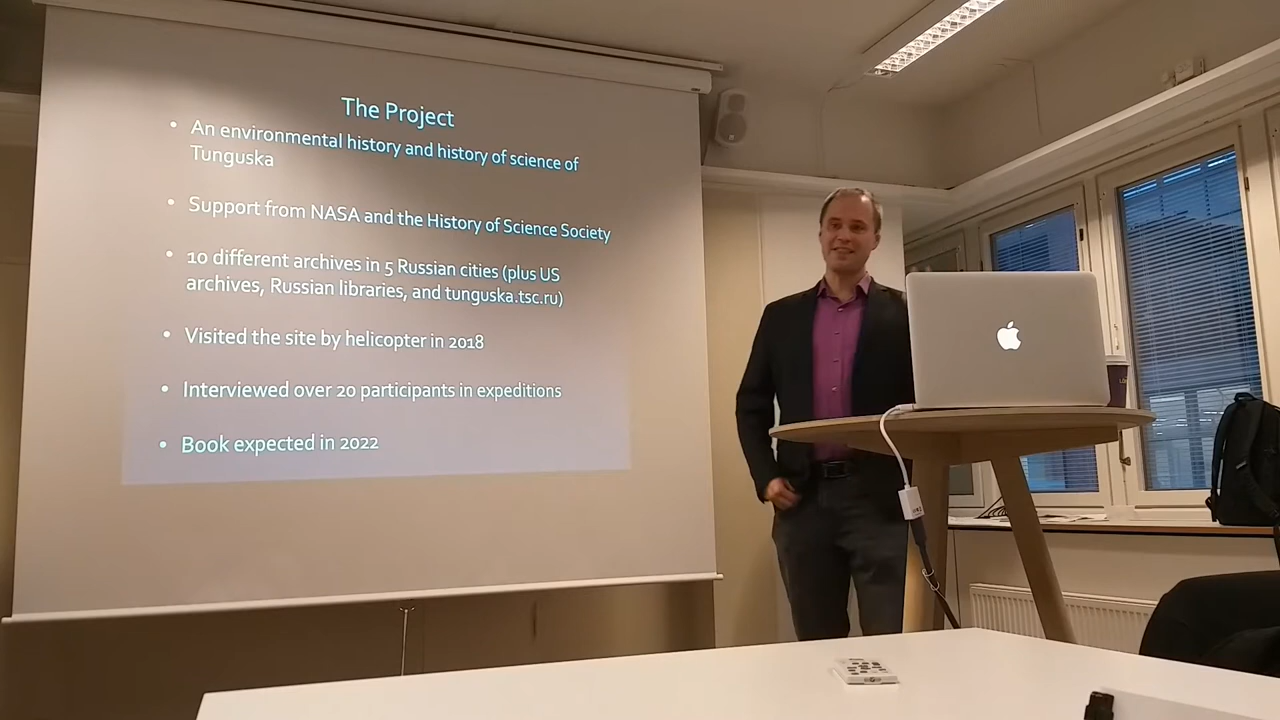 The Project
• An environmental history and history of science of
Tunguska
• Support from NASA and the History of Science Society
• 10 different archives in 5 Russian cities (plus US
archives, Russian libraries, and tunguska.tsc.ru)
• Visited the site by helicopter in 2018
• Interviewed over 20 participants in expeditions
• Book expected in 2022